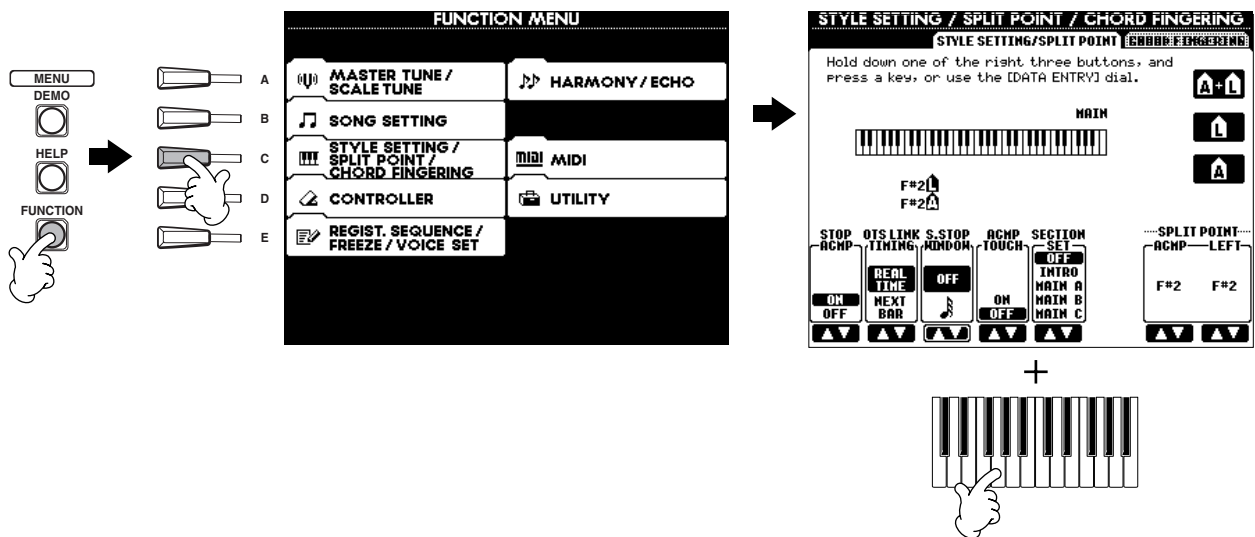 MENU
DEMO
HELP
FUNCTION
A
B
C
D
E
FUNCTION MENU
MASTER TUNE /
SCALE TUNE
HARMONY / ECHO
SONG SETTING
STYLE SETTING /
SPLIT POINT /
CHORD FINGERING
MIDI MIDI
CONTROLLER
UTILITY
REGIST. SEQUENCE /
FREEZE / VOICE SET
STYLE SETTING / SPLIT POINT / CHORD FINGERING
STYLE SETTING/SPLIT POINT CHORD FINGERING
Hold down one of the right three buttons, and
press a key, or use the [DATA ENTRY] dial.
A+L
MAIN
L
A
F#2 L
F#2 A
STOP ACMP
ON
OFF
OTS LINK TIMING
REAL TIME
NEXT BAR
S.STOP WINDOW
OFF
ACMP TOUCH
ON
OFF
SECTION SET
OFF
INTRO
MAIN A
MAIN B
MAIN C
SPLIT POINT
ACMP LEFT
F#2 F#2
+